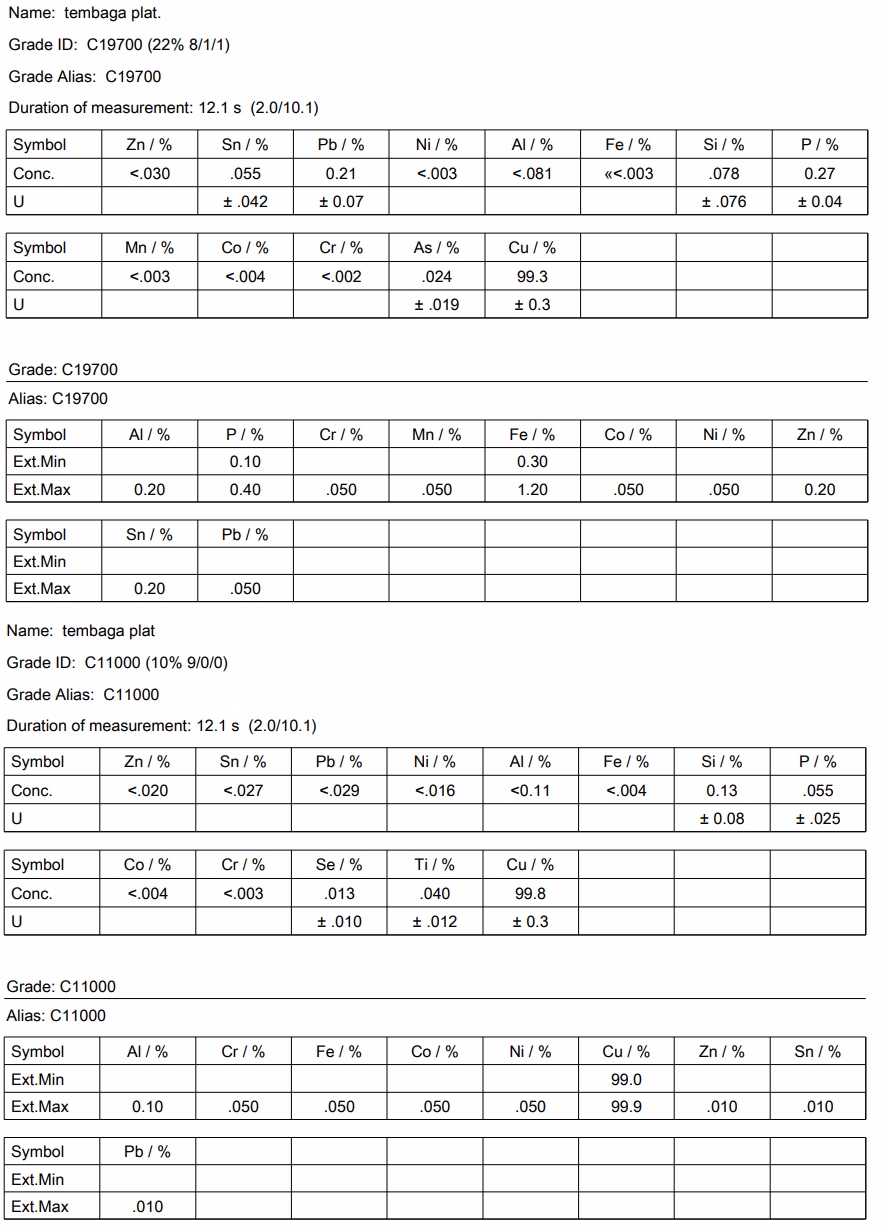 Name: tembaga plat.
Grade ID: C19700 (22% 8/1/1)
Grade Alias: C19700
Duration of measurement: 12.1 s (2.0/10.1)
Symbol Zn / % Sn / % Pb / % Ni / % Al / % Fe / % Si / % P / %
Conc. <.030 .055 0.21 <.003 <.081 «<.003 .078 0.27
U ± .042 ± 0.07 ± .076 ± 0.04
Symbol Mn / % Co / % Cr / % As / % Cu / %
Conc. <.003 <.004 <.002 .024 99.3
U ± .019 ± 0.3
Grade: C19700
Alias: C19700
Symbol Al / % P / % Cr / % Mn / % Fe / % Co / % Ni / % Zn / %
Ext.Min 0.10 0.30
Ext.Max 0.20 0.40 .050 .050 1.20 .050 .050 0.20
Symbol Sn / % Pb / %
Ext.Min
Ext.Max 0.20 .050
Name: tembaga plat
Grade ID: C11000 (10% 9/0/0)
Grade Alias: C11000
Duration of measurement: 12.1 s (2.0/10.1)
Symbol Zn / % Sn / % Pb / % Ni / % Al / % Fe / % Si / % P / %
Conc. <.020 <.027 <.029 <.016 <0.11 <.004 0.13 .055
U ± 0.08 ± .025
Symbol Co / % Cr / % Se / % Ti / % Cu / %
Conc. <.004 <.003 .013 .040 99.8
U ± .010 ± .012 ± 0.3
Grade: C11000
Alias: C11000
Symbol Al / % Cr / % Fe / % Co / % Ni / % Cu / % Zn / % Sn / %
Ext.Min 99.0
Ext.Max 0.10 .050 .050 .050 .050 99.9 .010 .010
Symbol Pb / %
Ext.Min
Ext.Max .010